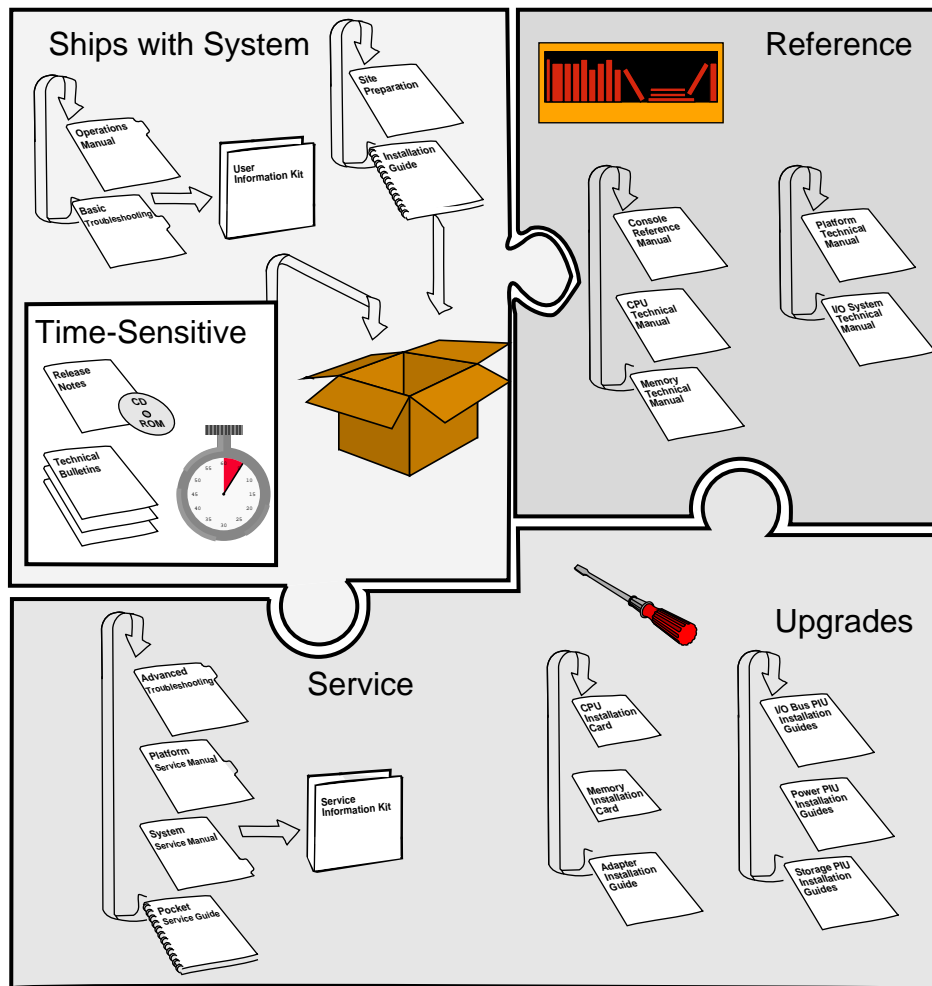 Ships with System
Operations
Manual
Basic
Troubleshooting
User
Information Kit
Site
Preparation
Installation
Guide
Time-Sensitive
Release
Notes
CD
ROM
Technical
Bulletins
60
55
50
45
40
35
30
25
20
15
10
Reference
Console
Reference
Manual
CPU
Technical
Manual
Memory
Technical
Manual
Platform
Technical
Manual
I/O System
Technical
Manual
Service
Advanced
Troubleshooting
Platform
Service Manual
System
Service Manual
Pocket
Service Guide
Service
Information Kit
Upgrades
CPU
Installation
Card
Memory
Installation
Card
Adapter
Installation
Guide
I/O Bus PIU
Installation
Guides
Power PIU
Installation
Guides
Storage PIU
Installation
Guides